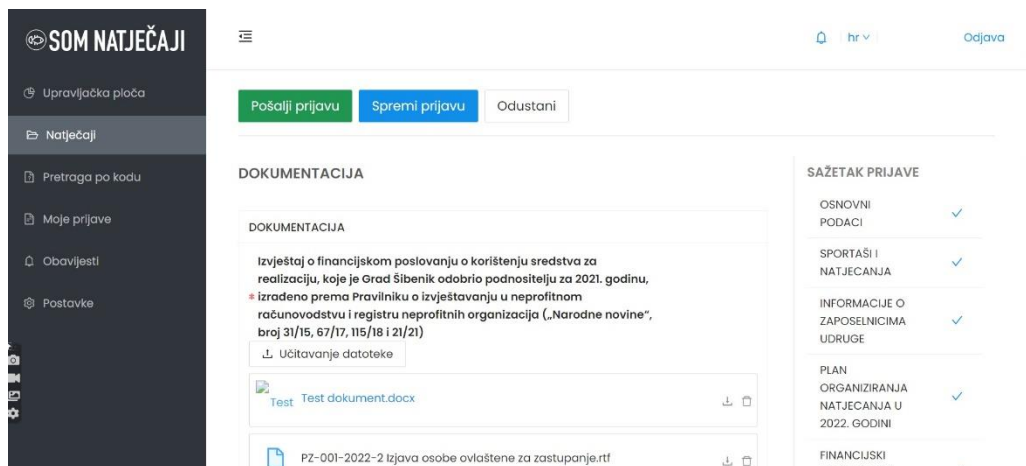 SOM NATJEČAJI
hr
Odjava
Upravljačka ploča
Natječaji
Pretraga po kodu
Moje prijave
Obavijesti
Postavke
Pošalji prijavu
Spremi prijavu
Odustani
DOKUMENTACIJA
DOKUMENTACIJA
Izvještaj o financijskom poslovanju o korištenju sredstva za
realizaciju, koje je Grad Šibenik odobrio podnositelju za 2021. godinu,
* izrađeno prema Pravilniku o izvještavanju u neprofitnom
računovodstvu i registru neprofitnih organizacija („Narodne novine“,
broj 31/15, 67/17, 115/18 i 21/21)
Učitavanje datoteke
Test Test dokument.docx
PZ-001-2022-2 Izjava osobe ovlaštene za zastupanje.rtf
SAŽETAK PRIJAVE
OSNOVNI
PODACI
SPORTAŠI I
NATJECANJA
INFORMACIJE O
ZAPOSELNICIMA
UDRUGE
PLAN
ORGANIZIRANJA
NATJECANJA U
2022. GODINI
FINANCIJSKI